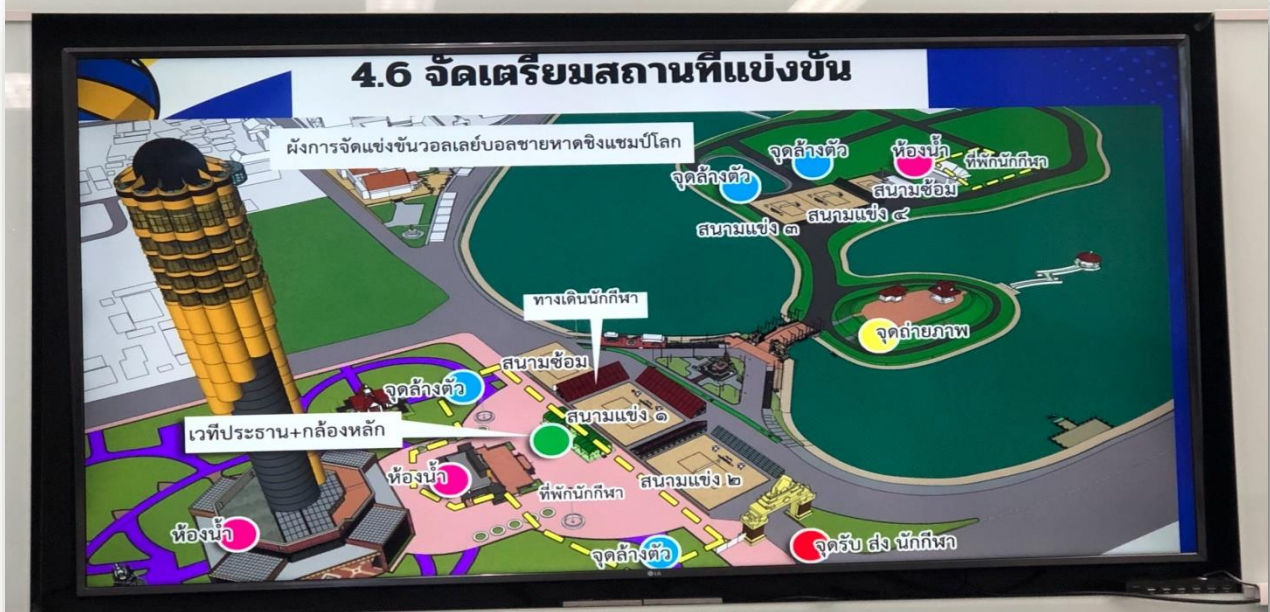 4.6 จัดเตรียมสถานที่แข่งขัน
ผังการจัดแข่งขันวอลเลย์บอลชายหาดชิงแชมป์โลก
จุดล้างตัว
ห้องน้ำ
ที่พักนักกีฬา
จุดล้างตัว
สนามซ้อม
สนามแข่ง ๔
สนามแข่ง ๓
ทางเดินนักกีฬา
จุดถ่ายภาพ
สนามซ้อม
จุดล้างตัว
สนามแข่ง ๑
เวทีประธาน+กล้องหลัก
ห้องน้ำ
สนามแข่ง ๒
ที่พักนักกีฬา
ห้องน้ำ
จุดรับ ส่ง นักกีฬา
จุดล้างตัว
LG